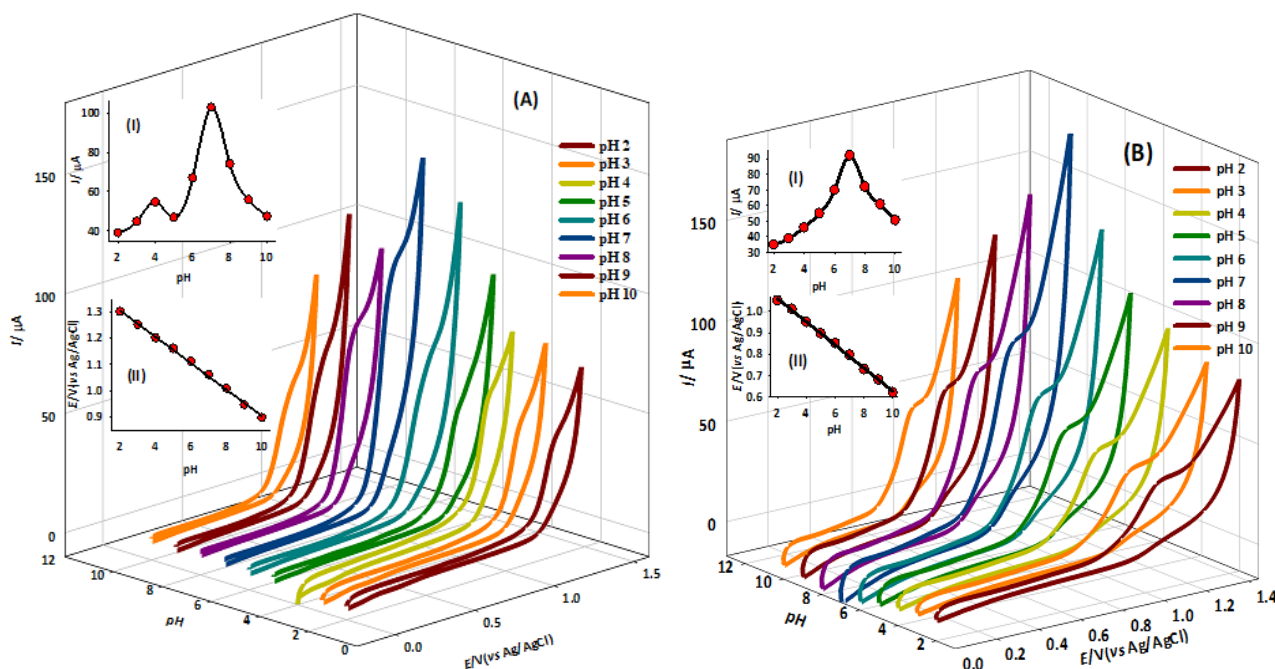 (A)
I/ µA
150
100
50
0
12
10
8
6
4
2
0
pH
0.0
0.5
1.0
1.5
E/V(vs Ag/AgCl)
pH 2
pH 3
pH 4
pH 5
pH 6
pH 7
pH 8
pH 9
pH 10
(I)
I/ µA
100
80
60
40
2 4 6 8 10
pH
(II)
E/V(vs Ag/AgCl)
1.3
1.2
1.1
1.0
0.9
2 4 6 8 10
pH
(B)
I/ µA
150
100
50
0
12
10
8
6
4
2
pH
0.0 0.2 0.4 0.6 0.8 1.0 1.2 1.4
E/V(vs Ag/AgCl)
pH 2
pH 3
pH 4
pH 5
pH 6
pH 7
pH 8
pH 9
pH 10
(I)
I/ µA
90
80
70
60
50
40
30
2 4 6 8 10
pH
(II)
E/V(vs Ag/AgCl)
1.0
0.9
0.8
0.7
0.6
2 4 6 8 10
pH